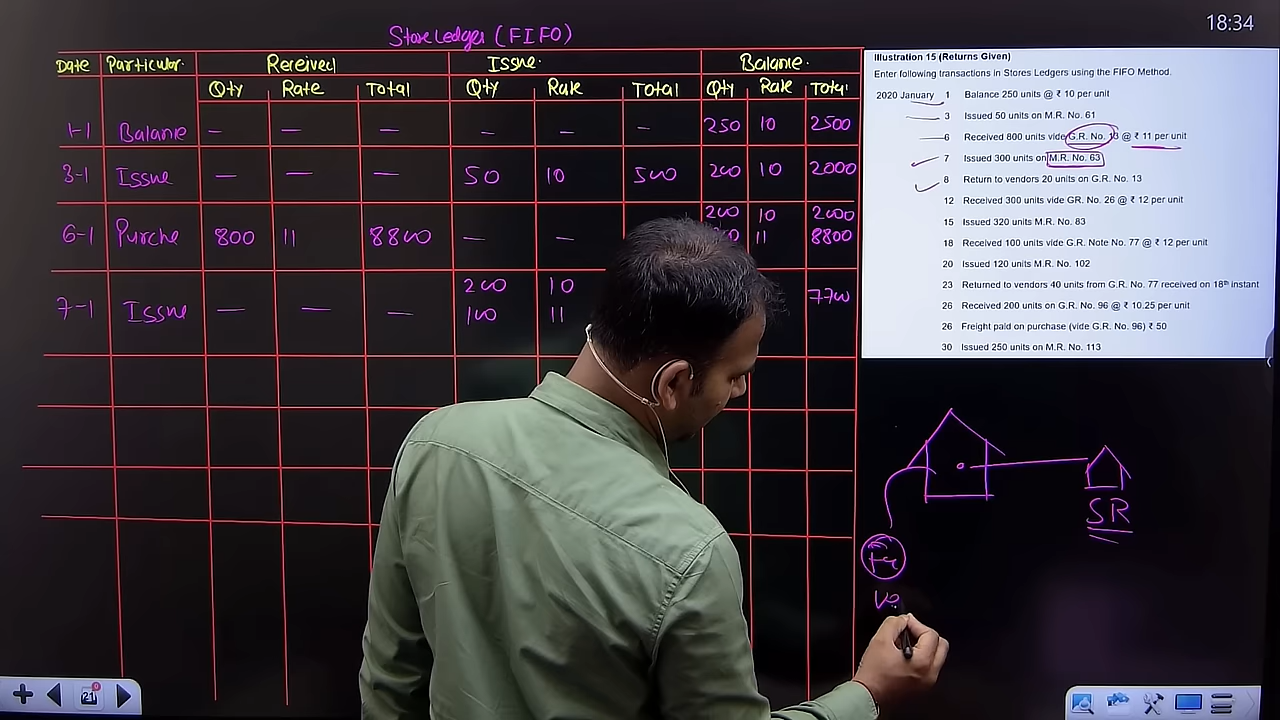 18:34
Store Ledger (FIFO)
Date Particular Received Issue Balance
Qty Rate Total Qty Rate Total Qty Rate Total
1-1 Balance — — — — — — 250 10 2500
3-1 Issue — — — 50 10 500 200 10 2000
200 10 2000
6-1 Purche 800 11 8800 — — 11 8800
200 10 7700
7-1 Issue — — — 100 11
Illustration 15 (Returns Given)
Enter following transactions in Stores Ledgers using the FIFO Method.
2020 January 1 Balance 250 units @ ₹ 10 per unit
3 Issued 50 units on M.R. No. 61
6 Received 800 units vide G.R. No. 13 @ ₹ 11 per unit
7 Issued 300 units on M.R. No. 63
8 Return to vendors 20 units on G.R. No. 13
12 Received 300 units vide GR. No. 26 @ ₹ 12 per unit
15 Issued 320 units M.R. No. 83
18 Received 100 units vide G.R. Note No. 77 @ ₹ 12 per unit
20 Issued 120 units M.R. No. 102
23 Returned to vendors 40 units from G.R. No. 77 received on 18th instant
26 Received 200 units on G.R. No. 96 @ ₹ 10.25 per unit
26 Freight paid on purchase (vide G.R. No. 96) ₹ 50
30 Issued 250 units on M.R. No. 113
SR
21